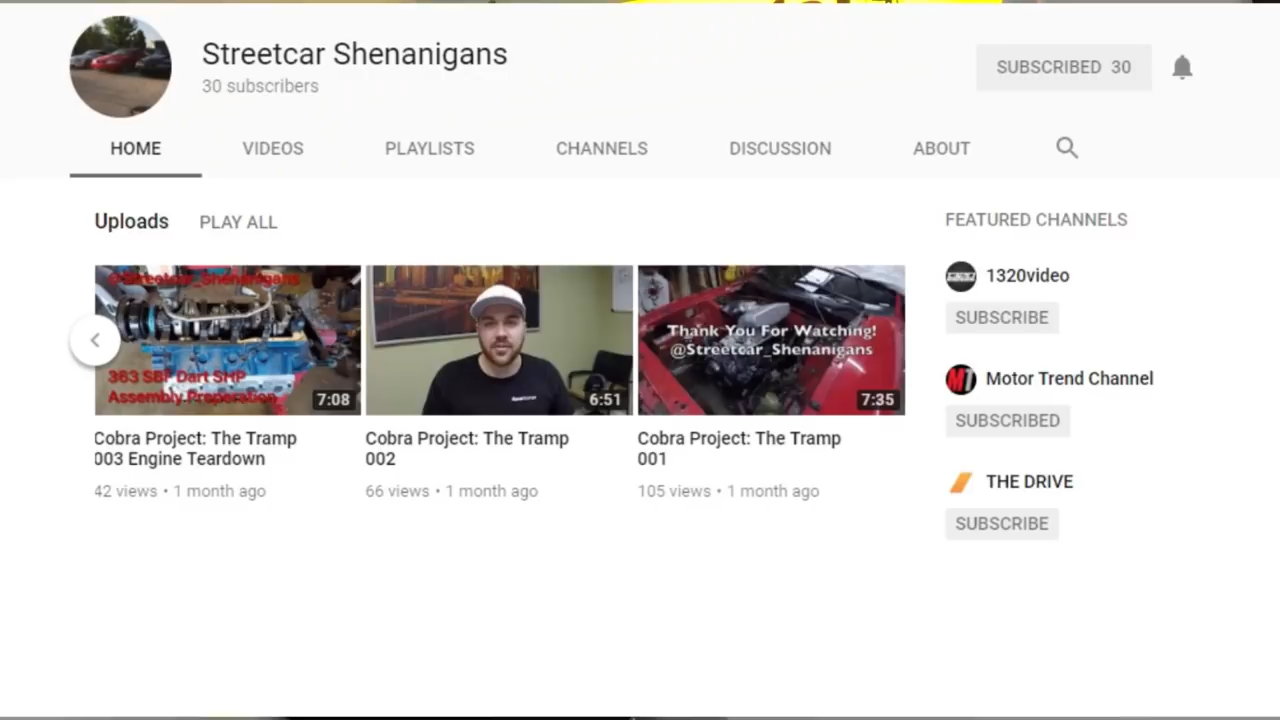 Streetcar Shenanigans
30 subscribers
SUBSCRIBED 30
HOME
VIDEOS
PLAYLISTS
CHANNELS
DISCUSSION
ABOUT
Uploads
PLAY ALL
@Streetcar_Shenanigans
363 SBF Dart SHP
Assembly Preparation
7:08
Cobra Project: The Tramp
003 Engine Teardown
42 views • 1 month ago
6:51
Cobra Project: The Tramp
002
66 views • 1 month ago
Thank You For Watching!
@Streetcar_Shenanigans
7:35
Cobra Project: The Tramp
001
105 views • 1 month ago
FEATURED CHANNELS
1320video
SUBSCRIBE
Motor Trend Channel
SUBSCRIBED
THE DRIVE
SUBSCRIBE